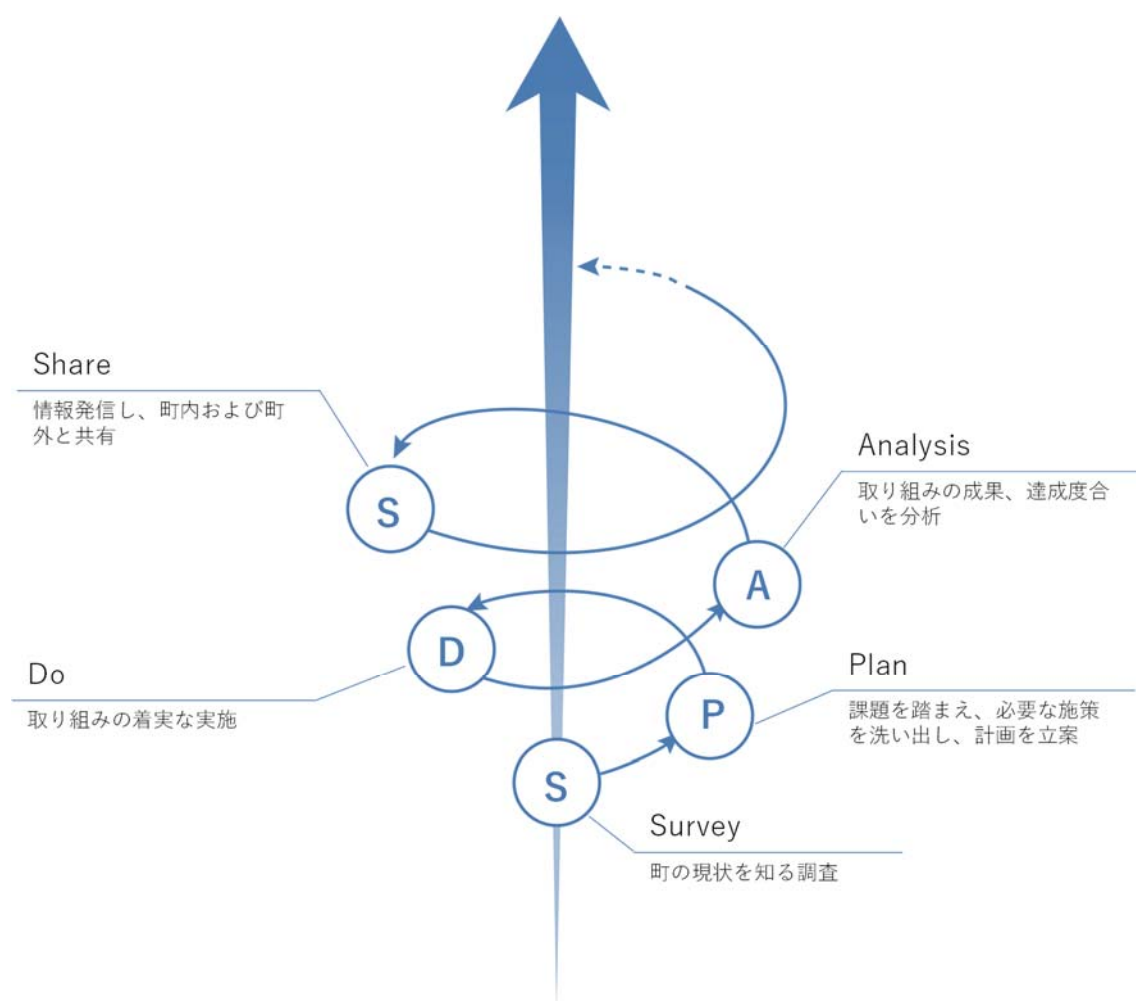 Share
情報発信し、町内および町
外と共有
S
Analysis
取り組みの成果、達成度合
いを分析
A
D
Do
取り組みの着実な実施
Plan
課題を踏まえ、必要な施策
を洗い出し、計画を立案
P
S
Survey
町の現状を知る調査